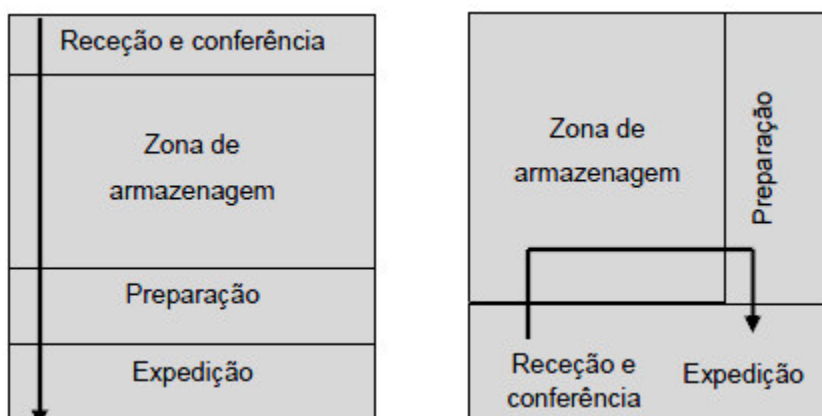 Receção e conferência
Zona de
armazenagem
Preparação
Expedição
Zona de
armazenagem
Preparação
Receção e
conferência
Expedição